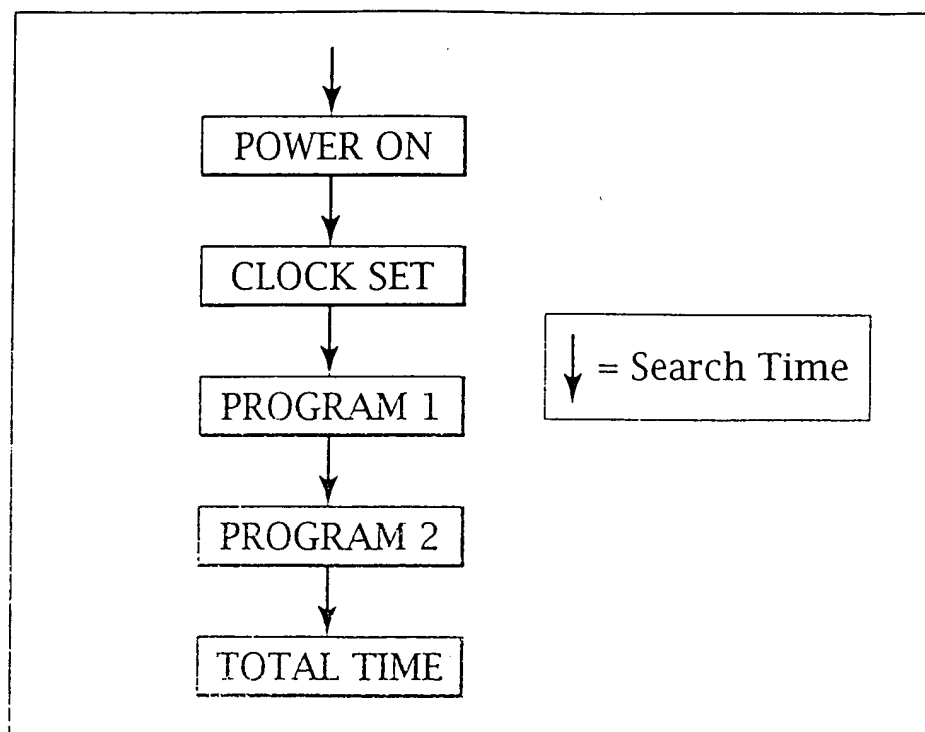 POWER ON
CLOCK SET
PROGRAM 1
PROGRAM 2
TOTAL TIME
= Search Time